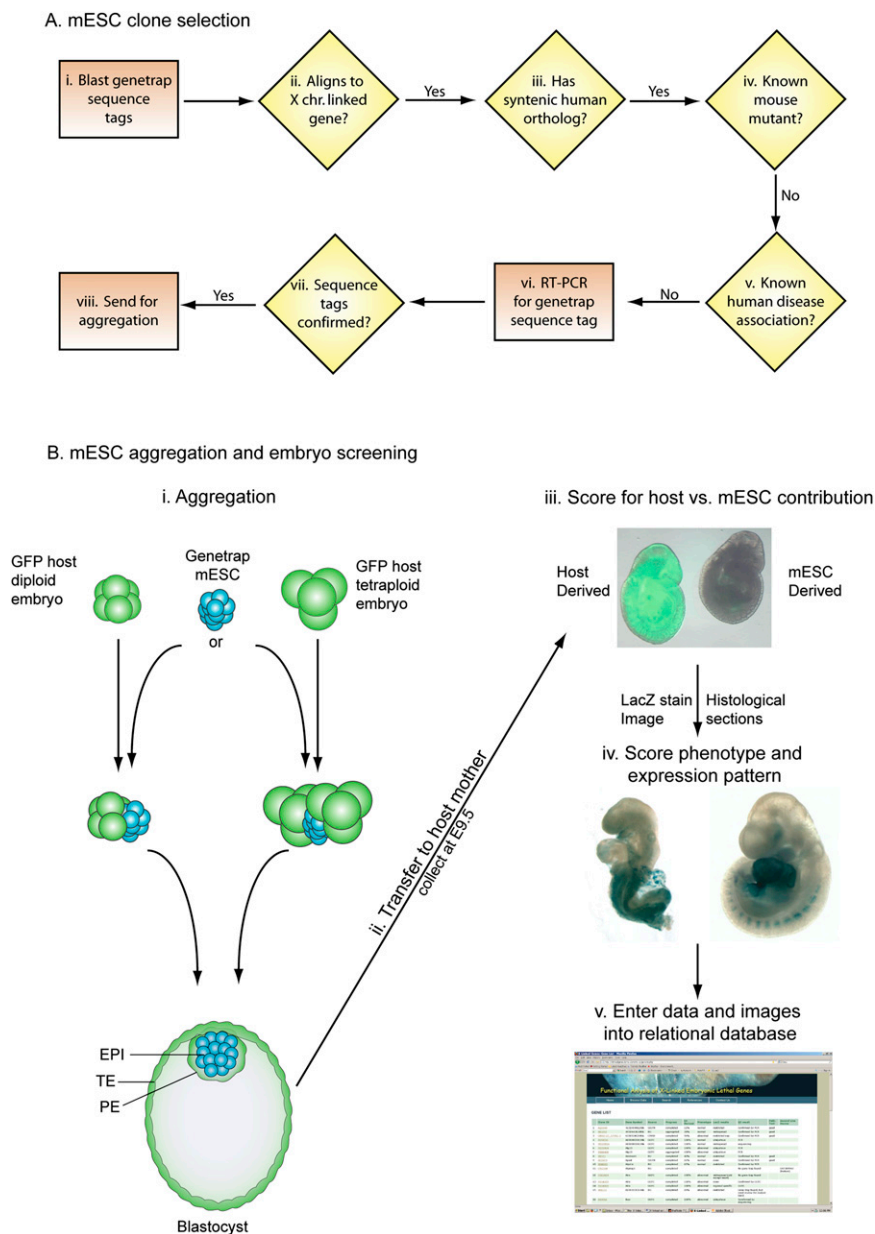 A. mESC clone selection
i. Blast genetrap
sequence
tags
ii. Aligns to
X chr. linked
gene?
Yes
iii. Has
syntenic human
ortholog?
Yes
iv. Known
mouse
mutant?
No
viii. Send for
aggregation
Yes
vii. Sequence
tags
confirmed?
vi. RT-PCR
for genetrap
sequence tag
No
v. Known
human disease
association?
B. mESC aggregation and embryo screening
i. Aggregation
GFP host
diploid
embryo
Genetrap
mESC
or
GFP host
tetraploid
embryo
EPI
TE
PE
Blastocyst
ii. Transfer to host mother
collect at E9.5
iii. Score for host vs. mESC contribution
Host
Derived
mESC
Derived
LacZ stain
Image
Histological
sections
iv. Score phenotype and
expression pattern
v. Enter data and images
into relational database
Functional Analysis of X-Linked Embryonic Lethal Genes
GENE LIST